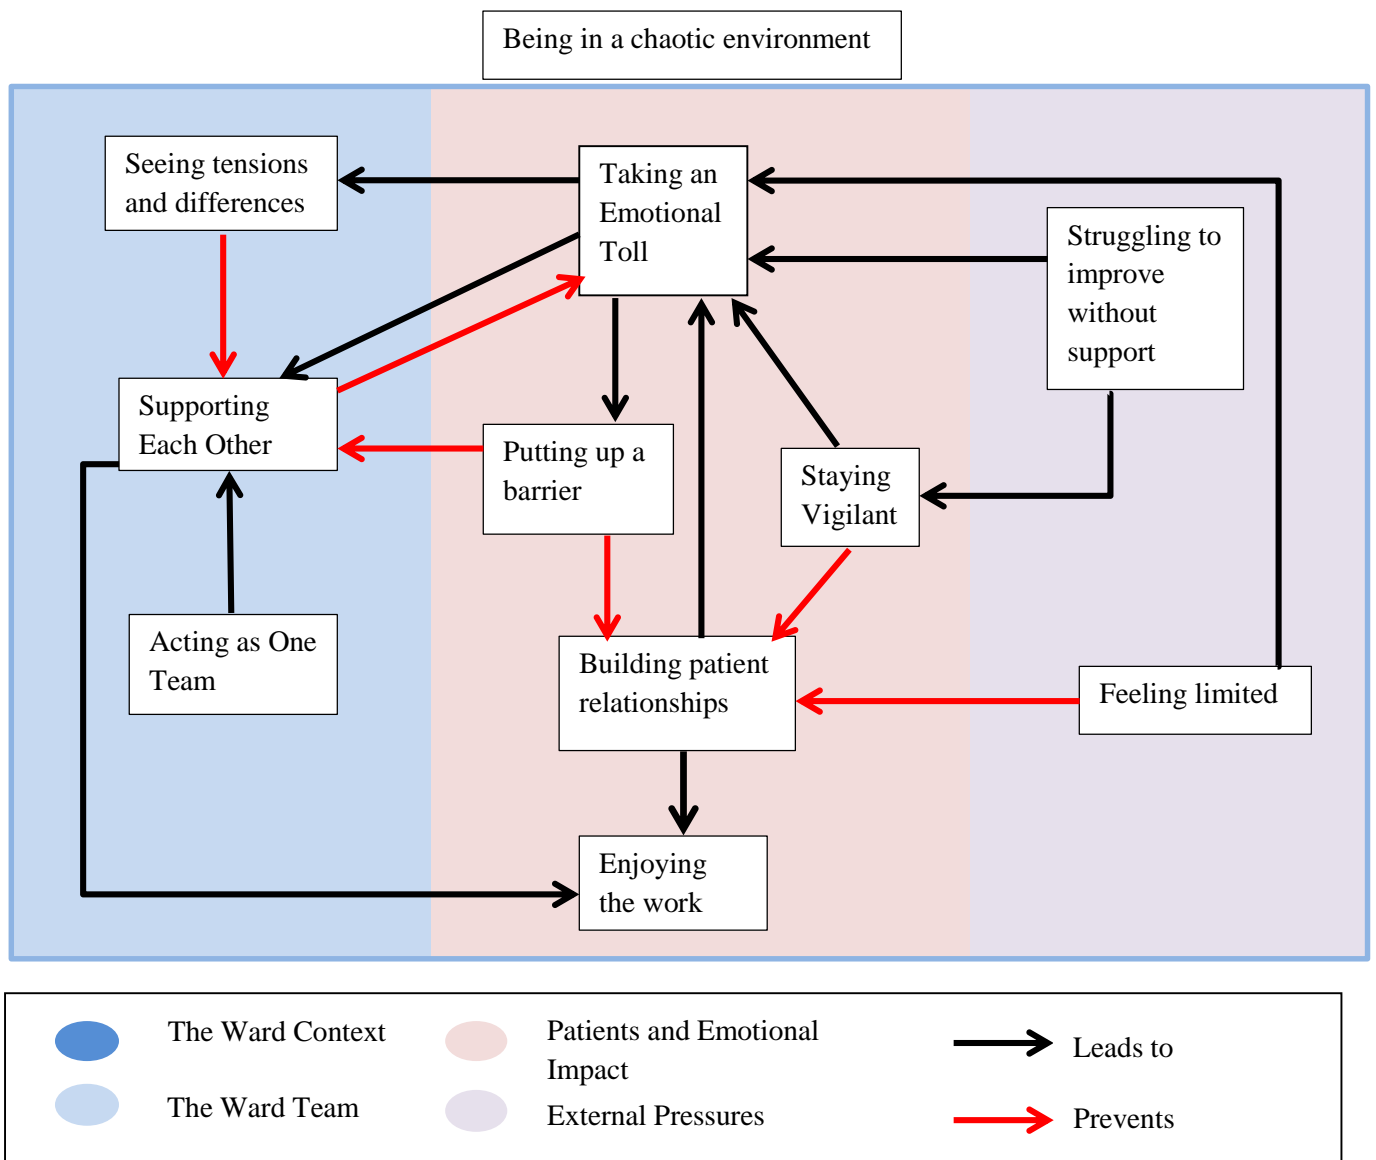 Being in a chaotic environment
Seeing tensions
and differences
Taking an
Emotional
Toll
Struggling to
improve
without
support
Supporting
Each Other
Putting up a
barrier
Staying
Vigilant
Acting as One
Team
Building patient
relationships
Feeling limited
Enjoying
the work
The Ward Context
Patients and Emotional
Impact
Leads to
The Ward Team
External Pressures
Prevents